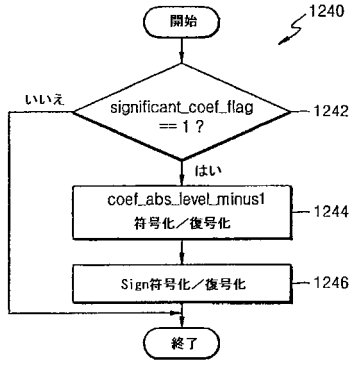 1240
開始
いいえ
significant_coef_flag
== 1 ?
1242
はい
coef_abs_level_minus1
符号化／復号化
1244
Sign符号化／復号化
1246
終了